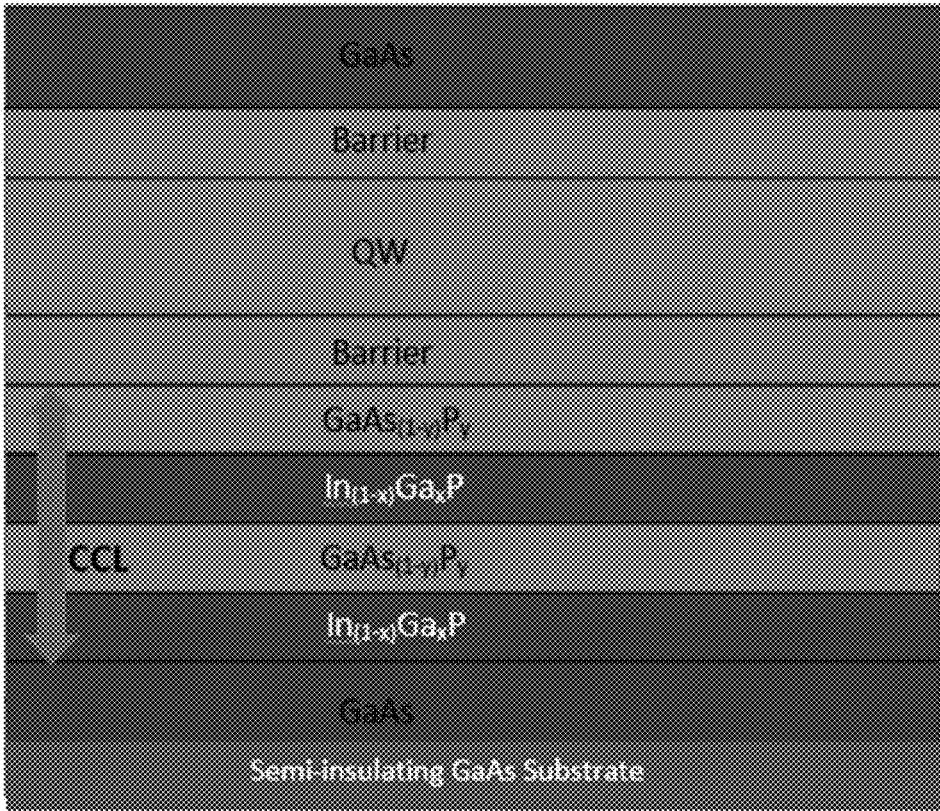 GaAs
Barrier
QW
Barrier
GaAs(1-y)Py
In(1-x)GaxP
CCL GaAs(1-y)Py
In(1-x)GaxP
GaAs
Semi-insulating GaAs Substrate